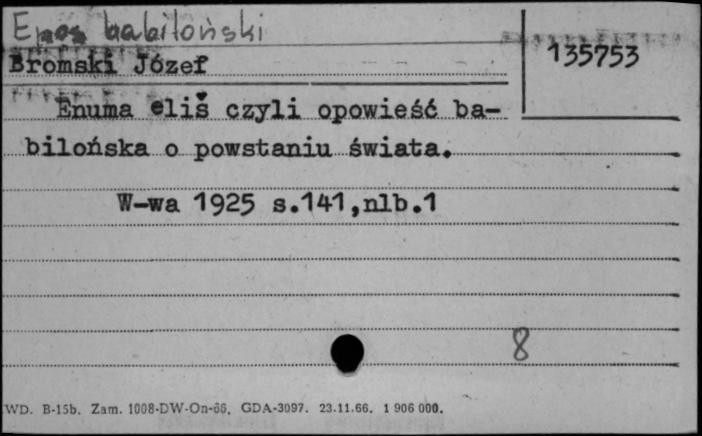 Epos babiloński
135753
Bromski Józef
Enuma eliš czyli opowieść ba-
bilońska o powstaniu świata.
W-wa 1925 s.141,nlb.1
8
WD. B-15b. Zam. 1008-DW-On-66. GDA-3097. 23.11.66. 1 906 000.